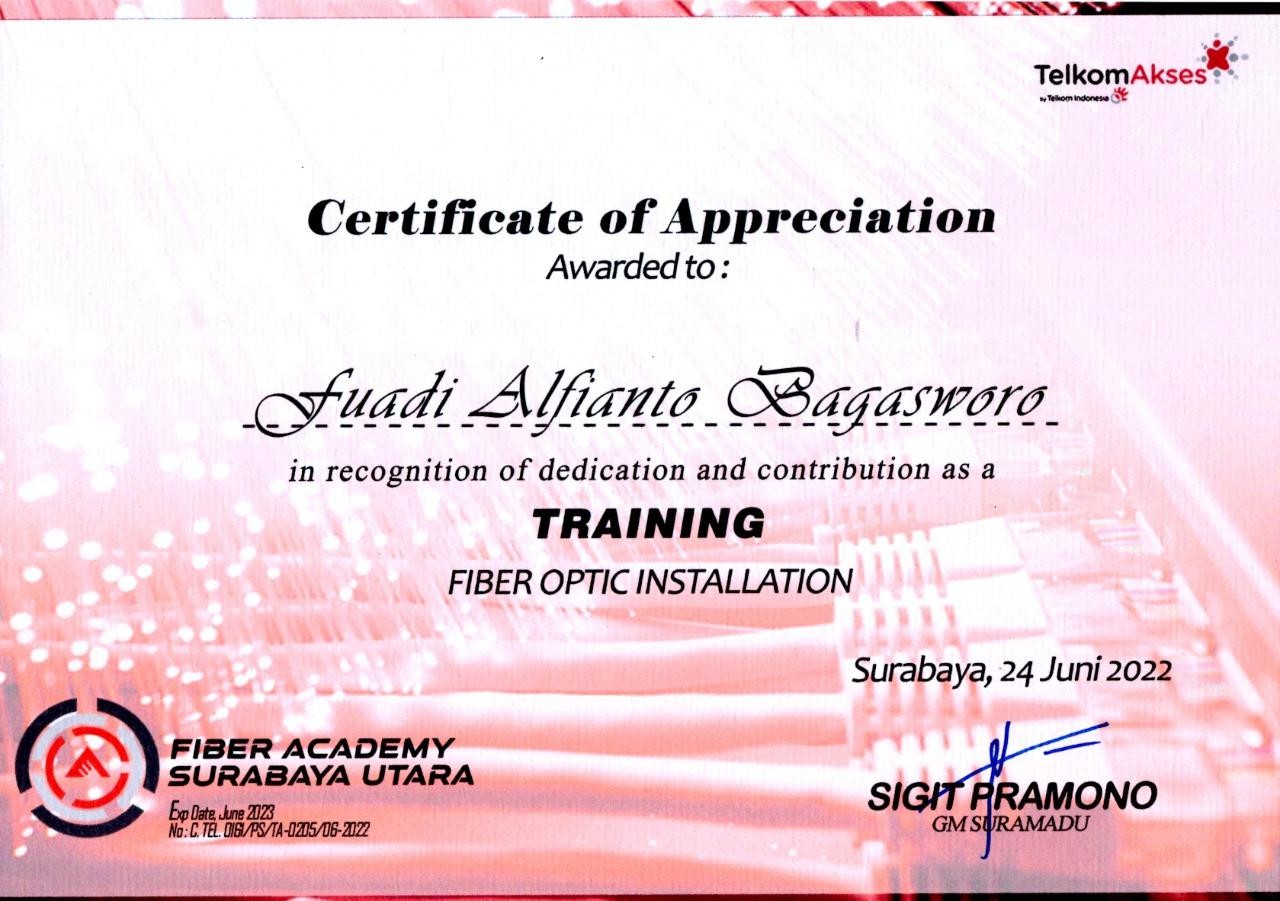 TelkomAkses
by Telkom Indonesia
Certificate of Appreciation
Awarded to :
Fuadi Alfianto Bagasworo
in recognition of dedication and contribution as a
TRAINING
FIBER OPTIC INSTALLATION
Surabaya, 24 Juni 2022
FIBER ACADEMY
SURABAYA UTARA
Exp Date, June 2023
No : C. TEL. 0161/PS/TA-0205/06-2022
SIGIT PRAMONO
GM SURAMADU